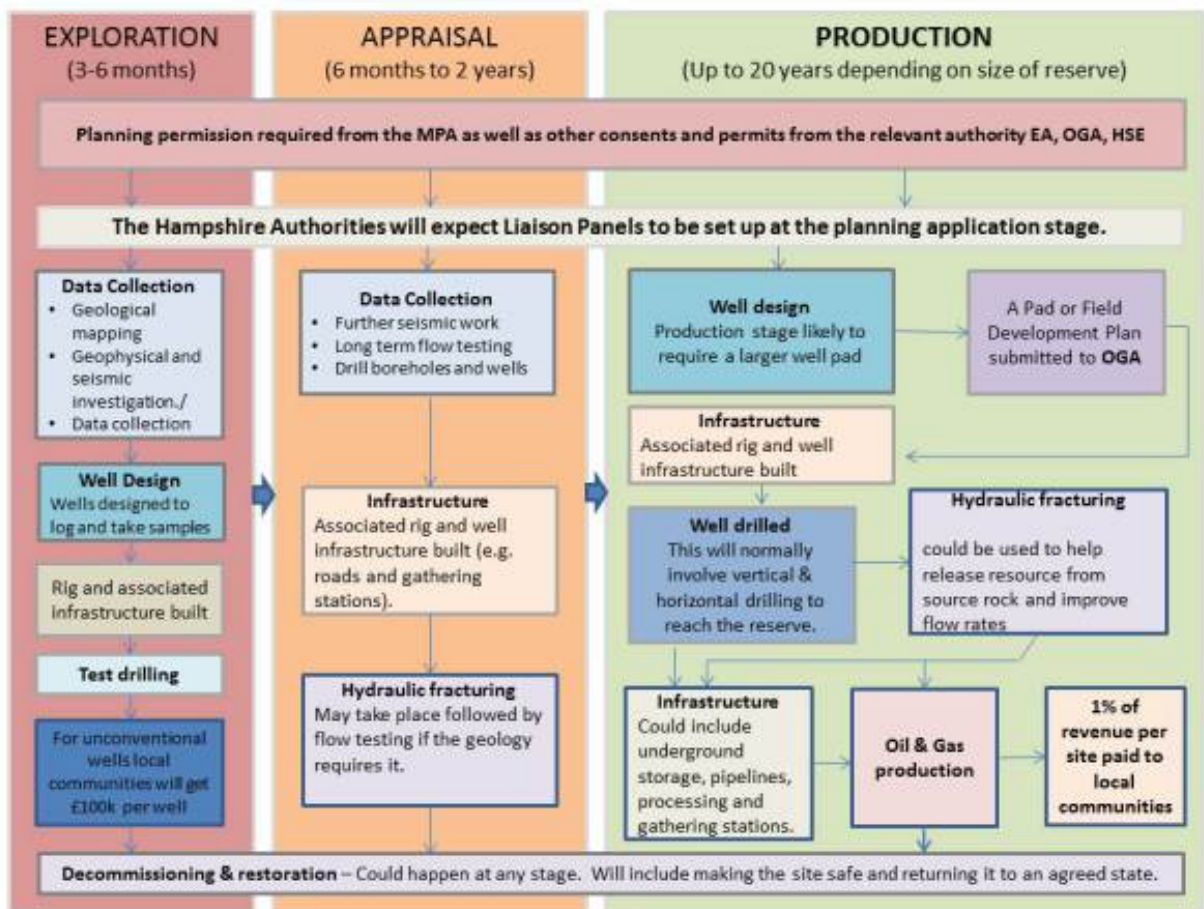 EXPLORATION
(3-6 months)
APPRAISAL
(6 months to 2 years)
PRODUCTION
(Up to 20 years depending on size of reserve)
Planning permission required from the MPA as well as other consents and permits from the relevant authority EA, OGA, HSE
The Hampshire Authorities will expect Liaison Panels to be set up at the planning application stage.
Data Collection
• Geological
mapping
• Geophysical and
seismic
investigation./
• Data collection
Well Design
Wells designed to
log and take samples
Rig and associated
infrastructure built
Test drilling
For unconventional
wells local
communities will get
£100k per well
Data Collection
• Further seismic work
• Long term flow testing
• Drill boreholes and wells
Infrastructure
Associated rig and well
infrastructure built (e.g.
roads and gathering
stations).
Hydraulic fracturing
May take place followed by
flow testing if the geology
requires it.
Well design
Production stage likely to
require a larger well pad
A Pad or Field
Development Plan
submitted to OGA
Infrastructure
Associated rig and well
infrastructure built
Well drilled
This will normally
involve vertical &
horizontal drilling to
reach the reserve.
Hydraulic fracturing
could be used to help
release resource from
source rock and improve
flow rates
Infrastructure
Could include
underground
storage, pipelines,
processing and
gathering stations.
Oil & Gas
production
1% of
revenue per
site paid to
local
communities
Decommissioning & restoration – Could happen at any stage. Will include making the site safe and returning it to an agreed state.